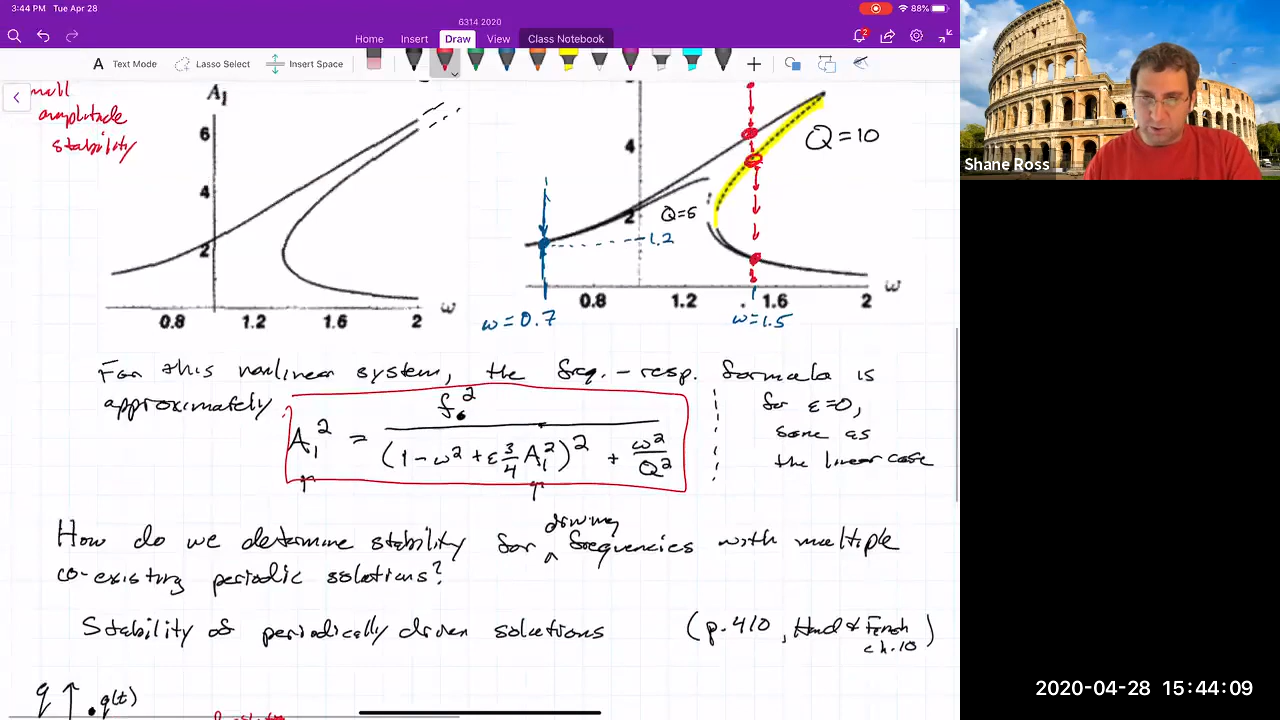 3:44 PM Tue Apr 28
88%
6314 2020
Home Insert Draw View Class Notebook
2
A Text Mode Lasso Select Insert Space
amplitude
stability
A1
6
4
2
0.8 1.2 1.6 2 ω
4
2
Q=10
Q=5
1.2
0.8 1.2 1.6 2 ω
ω=0.7
ω=1.5
Shane Ross
For this nonlinear system, the freq.-resp. formula is
approximately
A₁² = f₀² / ((1-ω²+ε¾A₁²)² + ω²/Q²)
for ε=0,
same as
the linear case
How do we determine stability for driving frequencies with multiple
co-existing periodic solutions?
Stability of periodically driven solutions (p.410, Hand & Finch
ch.10)
q q(t)
2020-04-28 15:44:09